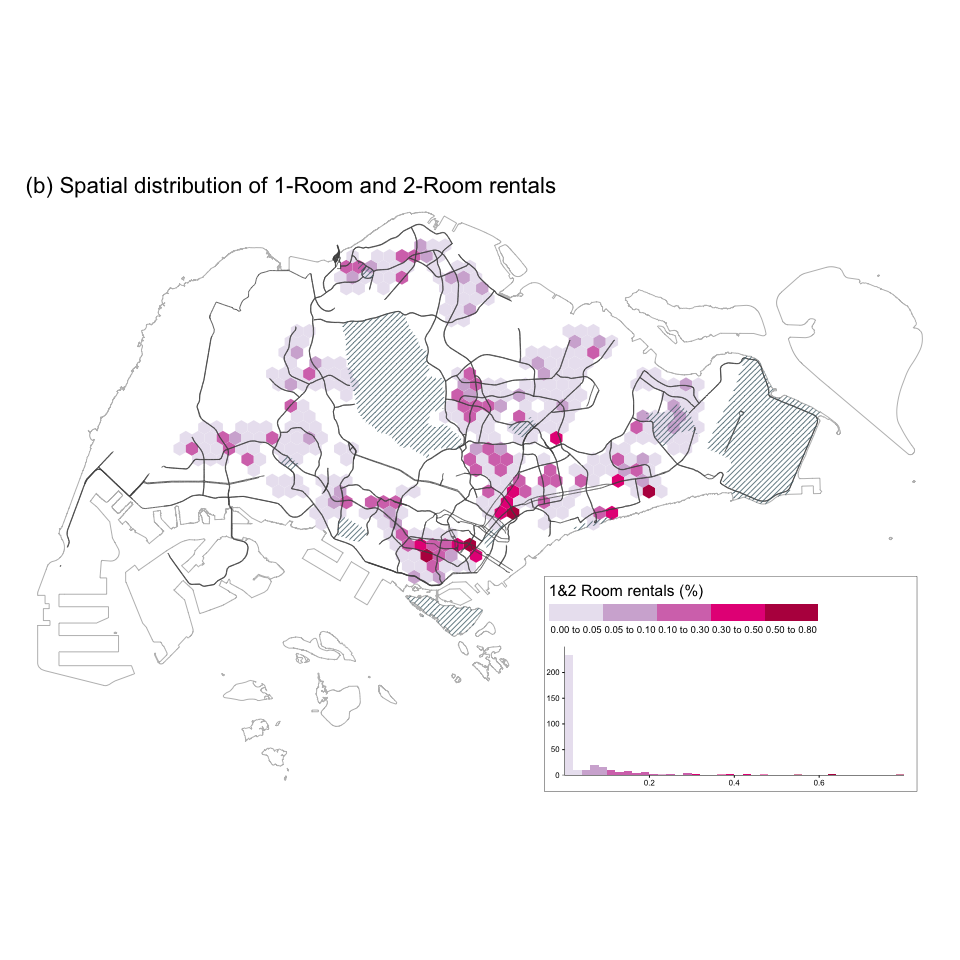 (b) Spatial distribution of 1-Room and 2-Room rentals
1&2 Room rentals (%)
0.00 to 0.05 0.05 to 0.10 0.10 to 0.30 0.30 to 0.50 0.50 to 0.80
200
150
100
50
0
0.2 0.4 0.6